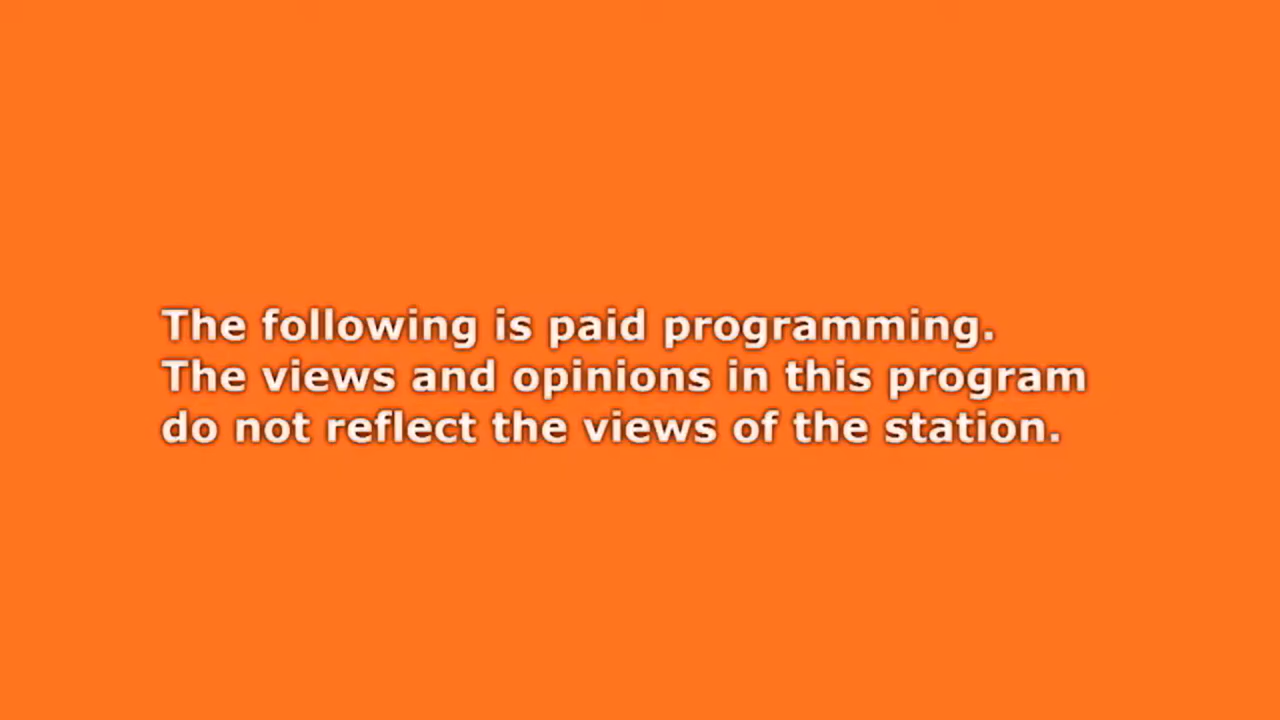 The following is paid programming.
The views and opinions in this program
do not reflect the views of the station.